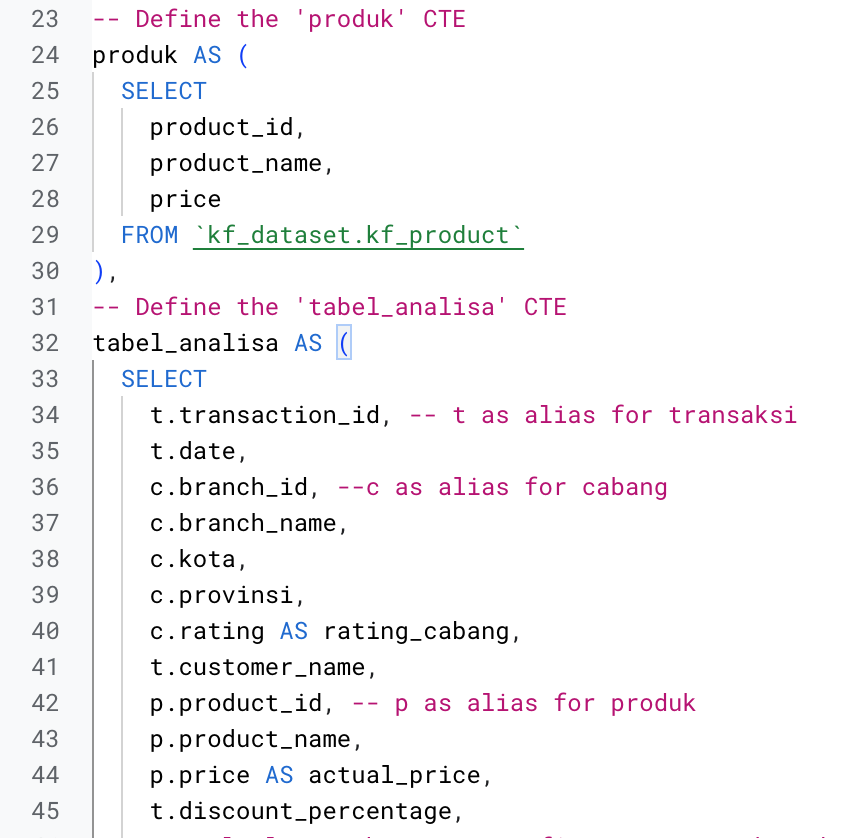 23 -- Define the 'produk' CTE
24 produk AS (
25 SELECT
26 product_id,
27 product_name,
28 price
29 FROM `kf_dataset.kf_product`
30 ),
31 -- Define the 'tabel_analisa' CTE
32 tabel_analisa AS (
33 SELECT
34 t.transaction_id, -- t as alias for transaksi
35 t.date,
36 c.branch_id, --c as alias for cabang
37 c.branch_name,
38 c.kota,
39 c.provinsi,
40 c.rating AS rating_cabang,
41 t.customer_name,
42 p.product_id, -- p as alias for produk
43 p.product_name,
44 p.price AS actual_price,
45 t.discount_percentage,